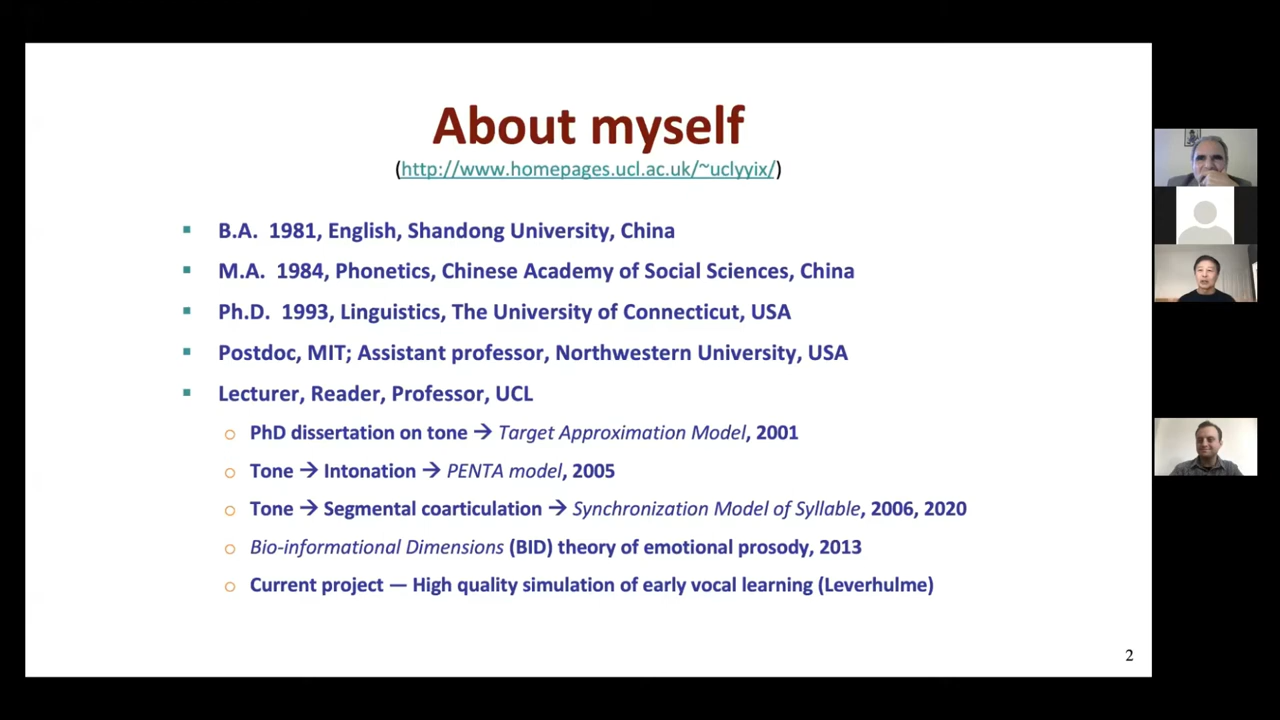 About myself
(http://www.homepages.ucl.ac.uk/~uclyyix/)
▪ B.A. 1981, English, Shandong University, China
▪ M.A. 1984, Phonetics, Chinese Academy of Social Sciences, China
▪ Ph.D. 1993, Linguistics, The University of Connecticut, USA
▪ Postdoc, MIT; Assistant professor, Northwestern University, USA
▪ Lecturer, Reader, Professor, UCL
○ PhD dissertation on tone → Target Approximation Model, 2001
○ Tone → Intonation → PENTA model, 2005
○ Tone → Segmental coarticulation → Synchronization Model of Syllable, 2006, 2020
○ Bio-informational Dimensions (BID) theory of emotional prosody, 2013
○ Current project — High quality simulation of early vocal learning (Leverhulme)
2